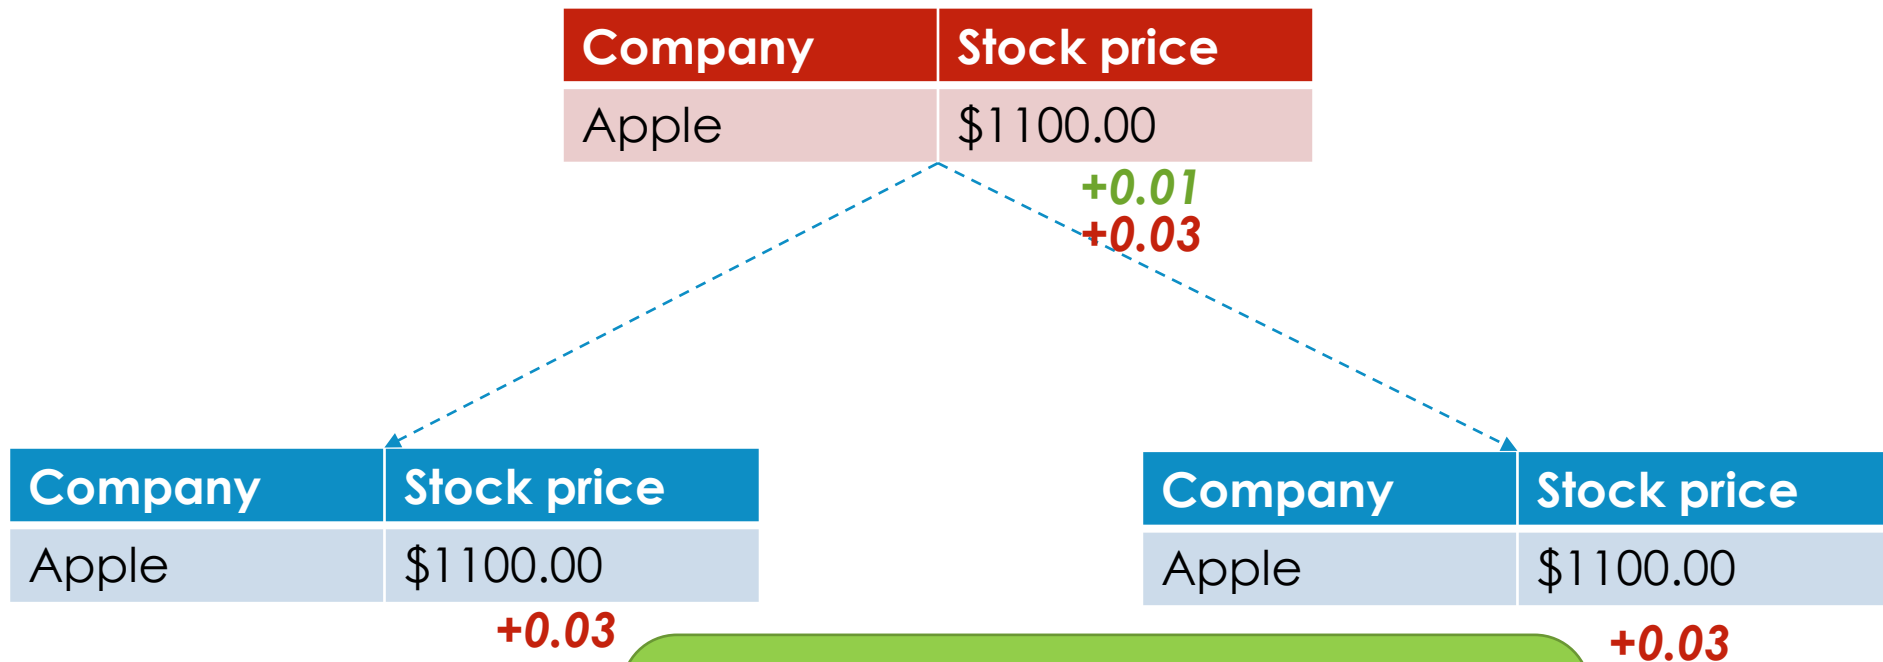 Company Stock price
Apple $1100.00
+0.01
+0.03
Company Stock price
Apple $1100.00
+0.03
Company Stock price
Apple $1100.00
+0.03